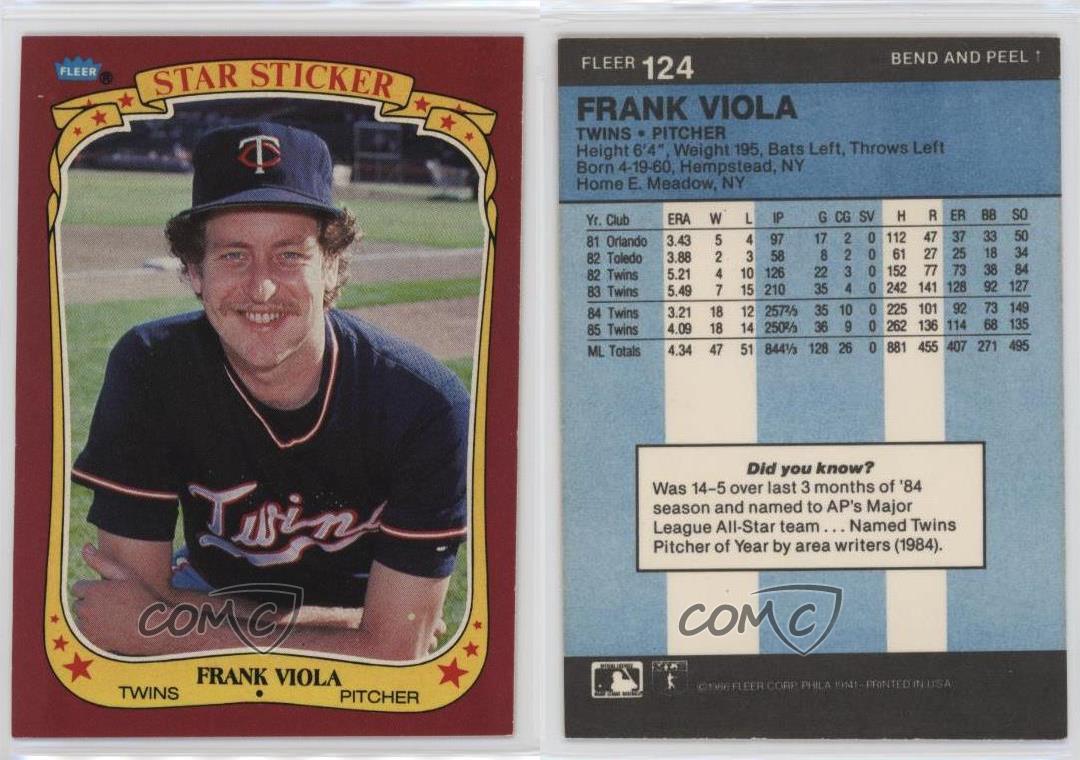 FLEER ®
STAR STICKER
T C
Twins
COMC
FRANK VIOLA
TWINS • PITCHER
FLEER 124 BEND AND PEEL ↑
FRANK VIOLA
TWINS • PITCHER
Height 6'4", Weight 195, Bats Left, Throws Left
Born 4-19-60, Hempstead, NY
Home E. Meadow, NY
Yr. Club ERA W L IP G CG SV H R ER BB SO
81 Orlando 3.43 5 4 97 17 2 0 112 47 37 33 50
82 Toledo 3.88 2 3 58 8 2 0 61 27 25 18 34
82 Twins 5.21 4 10 126 22 3 0 152 77 73 38 84
83 Twins 5.49 7 15 210 35 4 0 242 141 128 92 127
84 Twins 3.21 18 12 257⅔ 35 10 0 225 101 92 73 149
85 Twins 4.09 18 14 250⅔ 36 9 0 262 136 114 68 135
ML Totals 4.34 47 51 844⅓ 128 26 0 881 455 407 271 495
Did you know?
Was 14-5 over last 3 months of '84
season and named to AP's Major
League All-Star team . . . Named Twins
Pitcher of Year by area writers (1984).
COMC
©1986 FLEER CORP. PHILA 19141-PRINTED IN U.S.A.